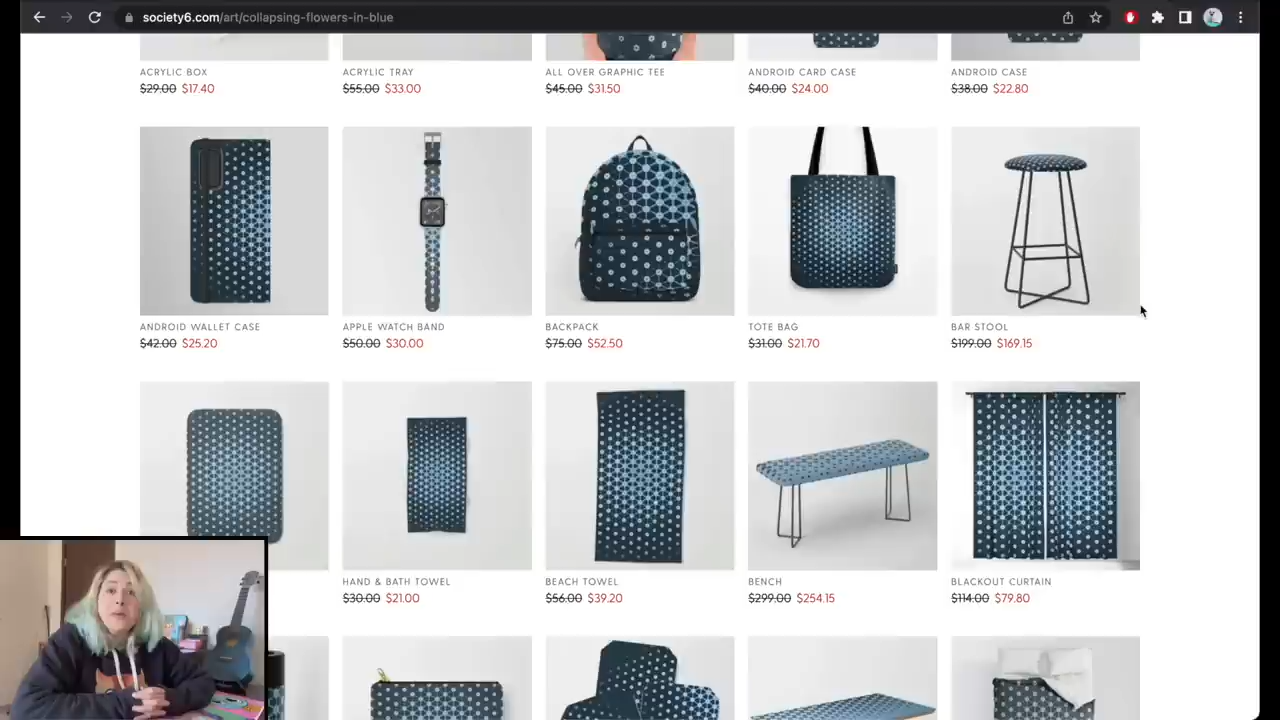 society6.com/art/collapsing-flowers-in-blue
ACRYLIC BOX
$29.00 $17.40
ACRYLIC TRAY
$55.00 $33.00
ALL OVER GRAPHIC TEE
$45.00 $31.50
ANDROID CARD CASE
$40.00 $24.00
ANDROID CASE
$38.00 $22.80
ANDROID WALLET CASE
$42.00 $25.20
APPLE WATCH BAND
$50.00 $30.00
BACKPACK
$75.00 $52.50
TOTE BAG
$31.00 $21.70
BAR STOOL
$199.00 $169.15
HAND & BATH TOWEL
$30.00 $21.00
BEACH TOWEL
$56.00 $39.20
BENCH
$299.00 $254.15
BLACKOUT CURTAIN
$114.00 $79.80